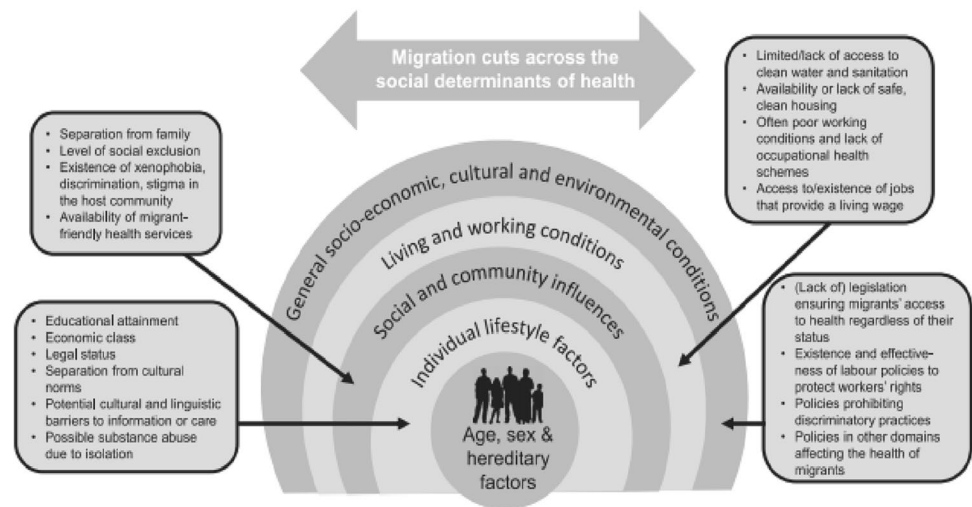 Migration cuts across the
social determinants of health
• Separation from family
• Level of social exclusion
• Existence of xenophobia,
discrimination, stigma in
the host community
• Availability of migrant-
friendly health services
• Educational attainment
• Economic class
• Legal status
• Separation from cultural
norms
• Potential cultural and linguistic
barriers to information or care
• Possible substance abuse
due to isolation
General socio-economic, cultural and environmental conditions
Living and working conditions
Social and community influences
Individual lifestyle factors
Age, sex &
hereditary
factors
• Limited/lack of access to
clean water and sanitation
• Availability or lack of safe,
clean housing
• Often poor working
conditions and lack of
occupational health
schemes
• Access to/existence of jobs
that provide a living wage
• (Lack of) legislation
ensuring migrants' access
to health regardless of their
status
• Existence and effective-
ness of labour policies to
protect workers' rights
• Policies prohibiting
discriminatory practices
• Policies in other domains
affecting the health of
migrants